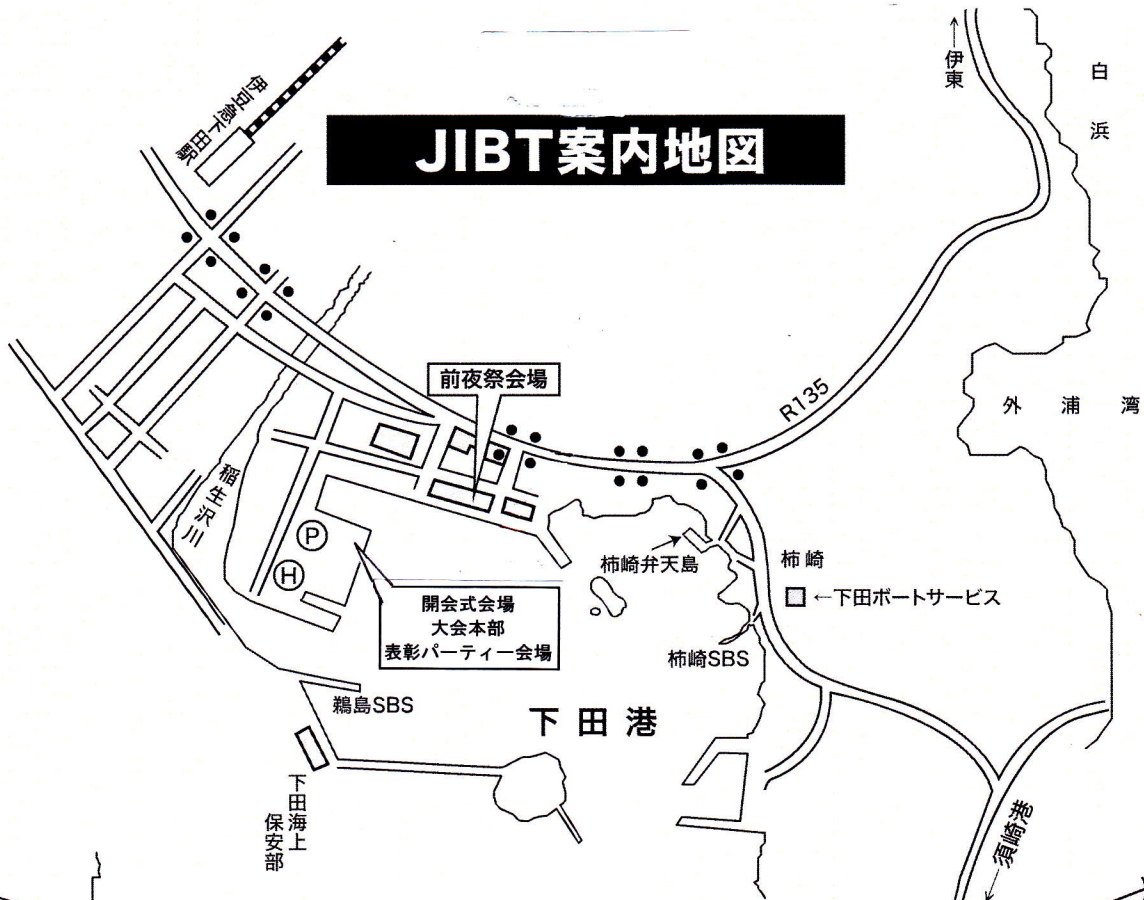 JIBT案内地図
伊豆急下田駅
←伊東
白浜
外浦湾
R135
前夜祭会場
稲生沢川
P
H
開会式会場
大会本部
表彰パーティー会場
柿崎弁天島
柿崎
←下田ボートサービス
柿崎SBS
鵜島SBS
下田港
下田海上
保安部
←須崎港